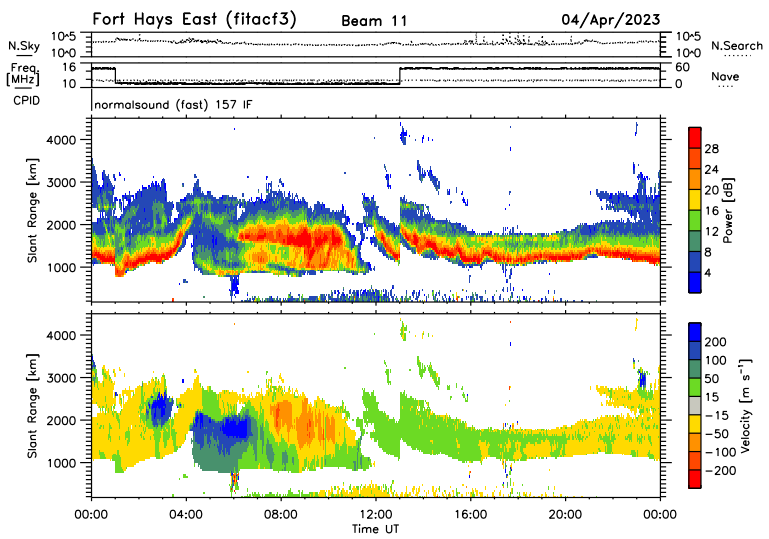 Fort Hays East (fitacf3) Beam 11 04/Apr/2023
N.Sky 10^5 10^0 10^5 10^0 N.Search
Freq. [MHz] 16 10 60 0 Nave
CPID normalsound (fast) 157 IF
Slant Range [km]
4000
3000
2000
1000
Power [dB]
28
24
20
16
12
8
4
Slant Range [km]
4000
3000
2000
1000
Velocity [m s⁻¹]
200
100
50
15
−15
−50
−100
−200
00:00 04:00 08:00 12:00 16:00 20:00 00:00
Time UT